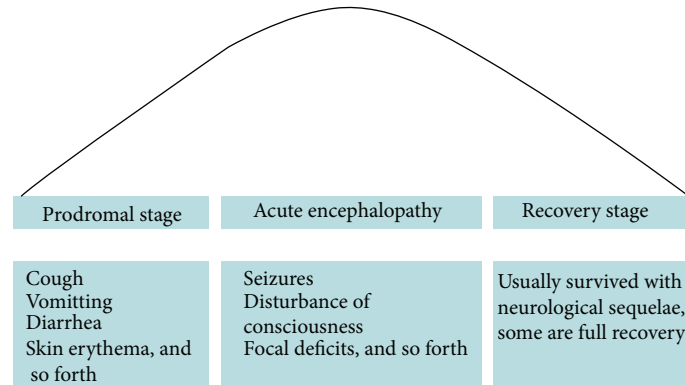 Prodromal stage
Acute encephalopathy
Recovery stage
Cough
Vomitting
Diarrhea
Skin erythema, and
so forth
Seizures
Disturbance of
consciousness
Focal deficits, and so forth
Usually survived with
neurological sequelae,
some are full recovery